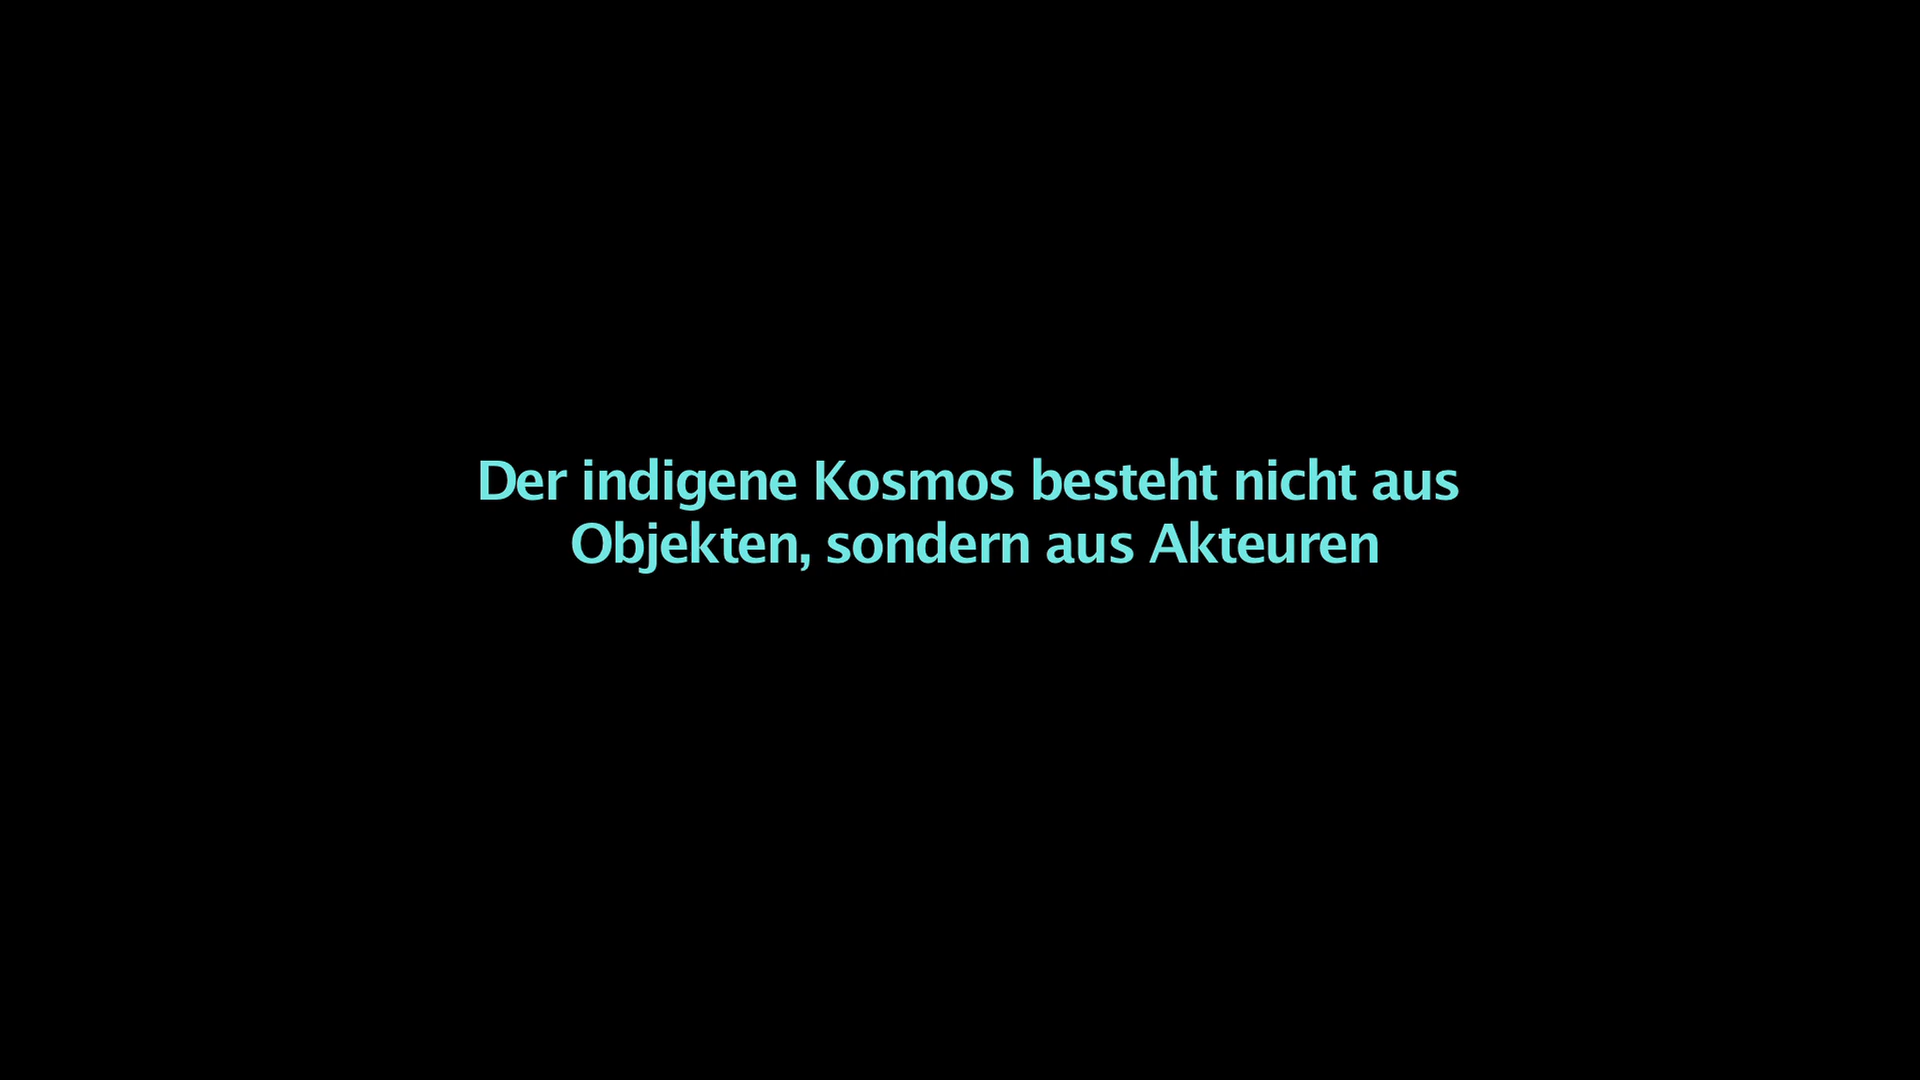 Der indigene Kosmos besteht nicht aus
Objekten, sondern aus Akteuren